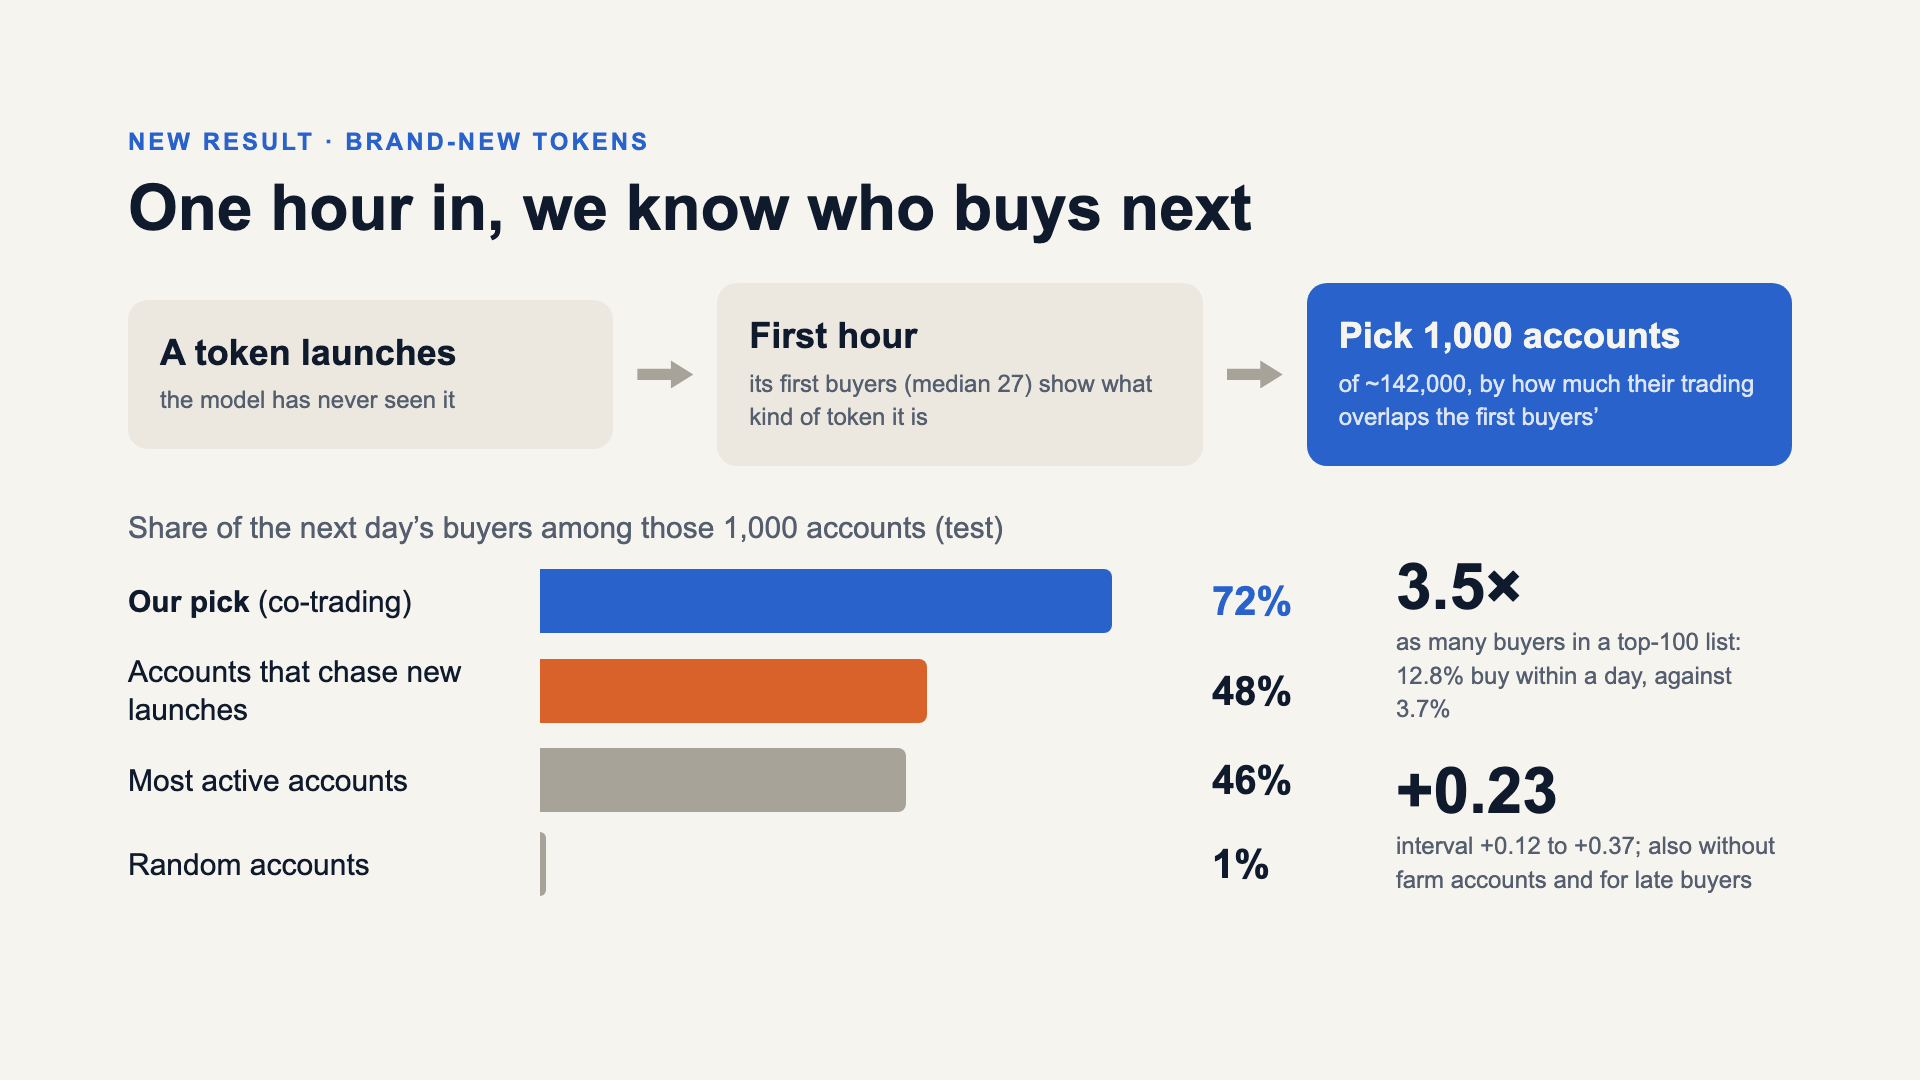 NEW RESULT · BRAND-NEW TOKENS
One hour in, we know who buys next
A token launches
the model has never seen it
First hour
its first buyers (median 27) show what
kind of token it is
Pick 1,000 accounts
of ~142,000, by how much their trading
overlaps the first buyers’
Share of the next day’s buyers among those 1,000 accounts (test)
Our pick (co-trading)
72%
Accounts that chase new
launches
48%
Most active accounts
46%
Random accounts
1%
3.5×
as many buyers in a top-100 list:
12.8% buy within a day, against
3.7%
+0.23
interval +0.12 to +0.37; also without
farm accounts and for late buyers